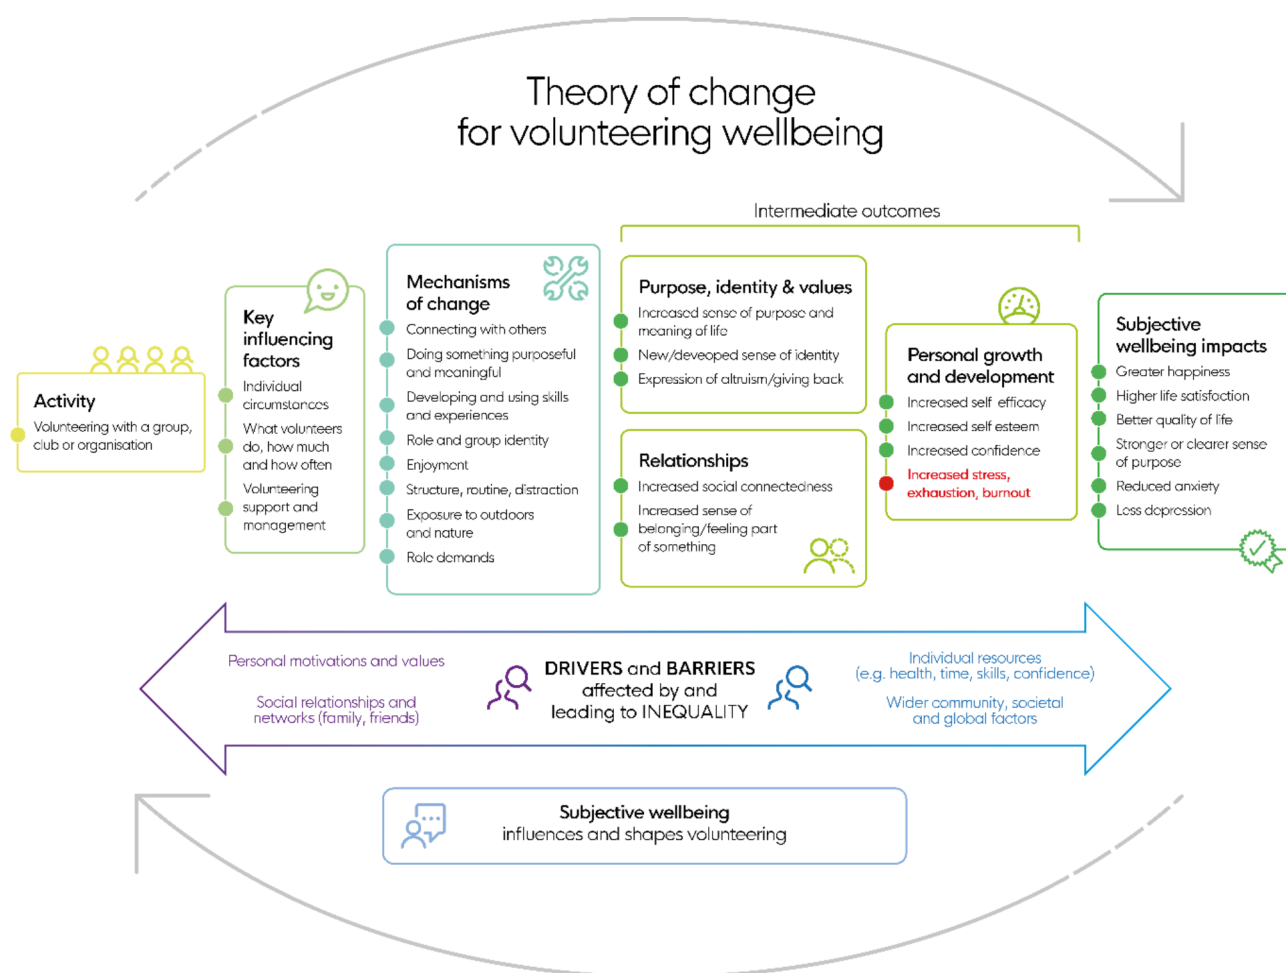 Theory of change
for volunteering wellbeing
Intermediate outcomes
Activity
Volunteering with a group,
club or organisation
Key
influencing
factors
Individual
circumstances
What volunteers
do, how much
and how often
Volunteering
support and
management
Mechanisms
of change
Connecting with others
Doing something purposeful
and meaningful
Developing and using skills
and experiences
Role and group identity
Enjoyment
Structure, routine, distraction
Exposure to outdoors
and nature
Role demands
Purpose, identity & values
Increased sense of purpose and
meaning of life
New/deveoped sense of identity
Expression of altruism/giving back
Relationships
Increased social connectedness
Increased sense of
belonging/feeling part
of something
Personal growth
and development
Increased self efficacy
Increased self esteem
Increased confidence
Increased stress,
exhaustion, burnout
Subjective
wellbeing impacts
Greater happiness
Higher life satisfaction
Better quality of life
Stronger or clearer sense
of purpose
Reduced anxiety
Less depression
Personal motivations and values
Social relationships and
networks (family, friends)
DRIVERS and BARRIERS
affected by and
leading to INEQUALITY
Individual resources
(e.g. health, time, skills, confidence)
Wider community, societal
and global factors
Subjective wellbeing
influences and shapes volunteering